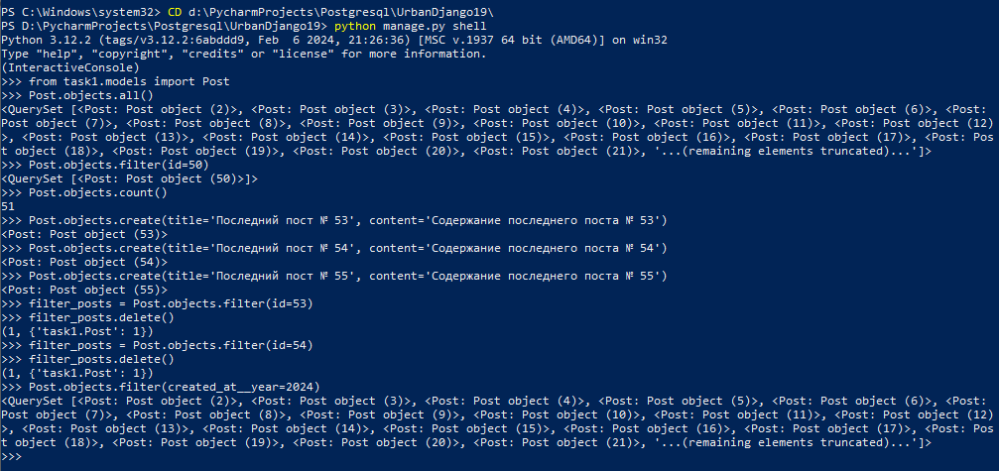 PS C:\Windows\system32> CD d:\PycharmProjects\Postgresql\UrbanDjango19\
PS D:\PycharmProjects\Postgresql\UrbanDjango19> python manage.py shell
Python 3.12.2 (tags/v3.12.2:6abddd9, Feb  6 2024, 21:26:36) [MSC v.1937 64 bit (AMD64)] on win32
Type "help", "copyright", "credits" or "license" for more information.
(InteractiveConsole)
>>> from task1.models import Post
>>> Post.objects.all()
<QuerySet [<Post: Post object (2)>, <Post: Post object (3)>, <Post: Post object (4)>, <Post: Post object (5)>, <Post: Post object (6)>, <Post:
Post object (7)>, <Post: Post object (8)>, <Post: Post object (9)>, <Post: Post object (10)>, <Post: Post object (11)>, <Post: Post object (12)
>, <Post: Post object (13)>, <Post: Post object (14)>, <Post: Post object (15)>, <Post: Post object (16)>, <Post: Post object (17)>, <Post: Pos
t object (18)>, <Post: Post object (19)>, <Post: Post object (20)>, <Post: Post object (21)>, '...(remaining elements truncated)...']>
>>> Post.objects.filter(id=50)
<QuerySet [<Post: Post object (50)>]>
>>> Post.objects.count()
51
>>> Post.objects.create(title='Последний пост № 53', content='Содержание последнего поста № 53')
<Post: Post object (53)>
>>> Post.objects.create(title='Последний пост № 54', content='Содержание последнего поста № 54')
<Post: Post object (54)>
>>> Post.objects.create(title='Последний пост № 55', content='Содержание последнего поста № 55')
<Post: Post object (55)>
>>> filter_posts = Post.objects.filter(id=53)
>>> filter_posts.delete()
(1, {'task1.Post': 1})
>>> filter_posts = Post.objects.filter(id=54)
>>> filter_posts.delete()
(1, {'task1.Post': 1})
>>> Post.objects.filter(created_at__year=2024)
<QuerySet [<Post: Post object (2)>, <Post: Post object (3)>, <Post: Post object (4)>, <Post: Post object (5)>, <Post: Post object (6)>, <Post:
Post object (7)>, <Post: Post object (8)>, <Post: Post object (9)>, <Post: Post object (10)>, <Post: Post object (11)>, <Post: Post object (12)
>, <Post: Post object (13)>, <Post: Post object (14)>, <Post: Post object (15)>, <Post: Post object (16)>, <Post: Post object (17)>, <Post: Pos
t object (18)>, <Post: Post object (19)>, <Post: Post object (20)>, <Post: Post object (21)>, '...(remaining elements truncated)...']>
>>>